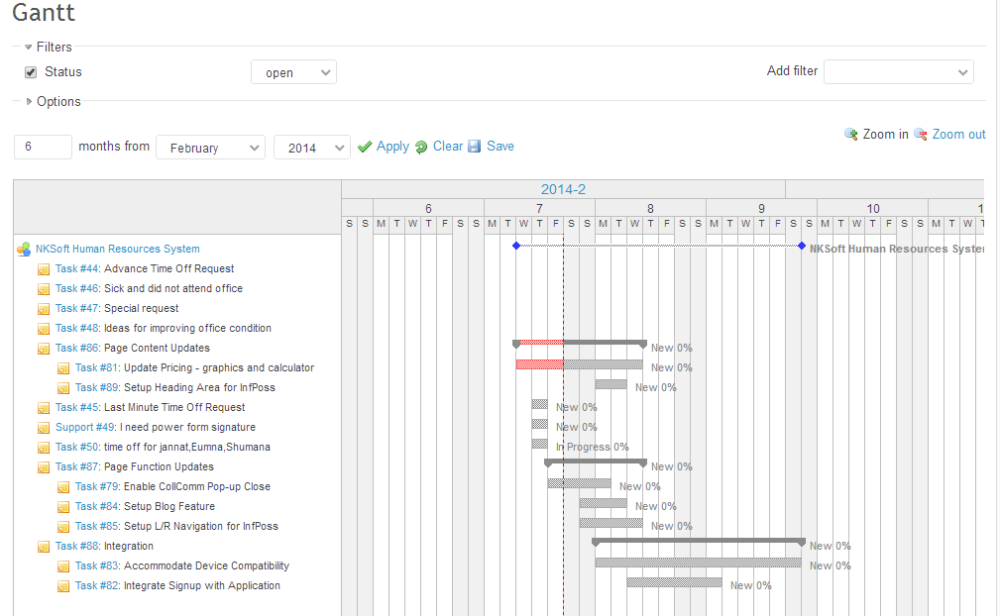 Gantt
Filters
Status open Add filter
Options
6 months from February 2014 Apply Clear Save Zoom in Zoom out
2014-2
6 7 8 9 10 1
S S M T W T F S S M T W T F S S M T W T F S S M T W T F S S M T W T F S S M T W T
NKSoft Human Resources System NKSoft Human Resources System
Task #44: Advance Time Off Request
Task #46: Sick and did not attend office
Task #47: Special request
Task #48: Ideas for improving office condition
Task #86: Page Content Updates New 0%
Task #81: Update Pricing - graphics and calculator New 0%
Task #89: Setup Heading Area for InfPoss New 0%
Task #45: Last Minute Time Off Request New 0%
Support #49: I need power form signature New 0%
Task #50: time off for jannat,Eumna,Shumana In Progress 0%
Task #87: Page Function Updates New 0%
Task #79: Enable CollComm Pop-up Close New 0%
Task #84: Setup Blog Feature New 0%
Task #85: Setup L/R Navigation for InfPoss New 0%
Task #88: Integration New 0%
Task #83: Accommodate Device Compatibility New 0%
Task #82: Integrate Signup with Application New 0%